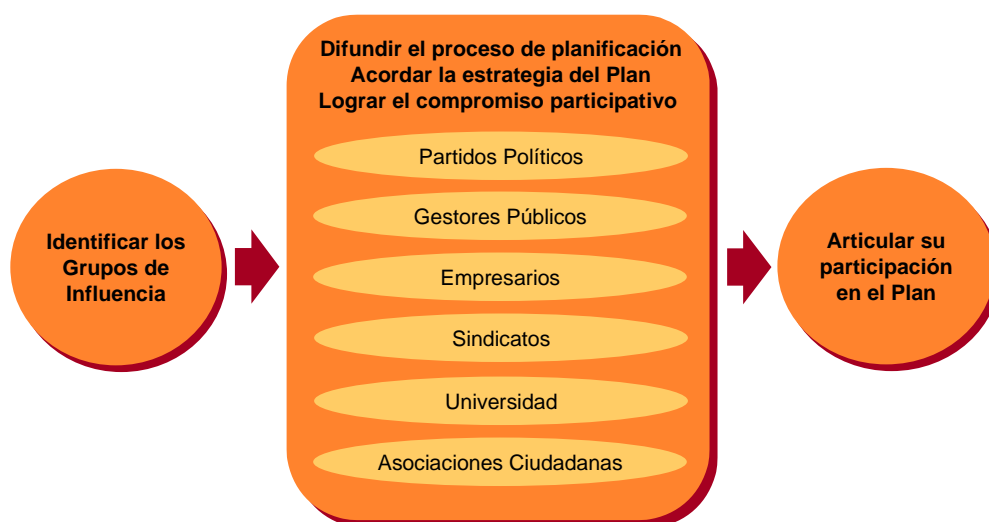 Identificar los
Grupos de
Influencia
Difundir el proceso de planificación
Acordar la estrategia del Plan
Lograr el compromiso participativo
Partidos Políticos
Gestores Públicos
Empresarios
Sindicatos
Universidad
Asociaciones Ciudadanas
Articular su
participación
en el Plan